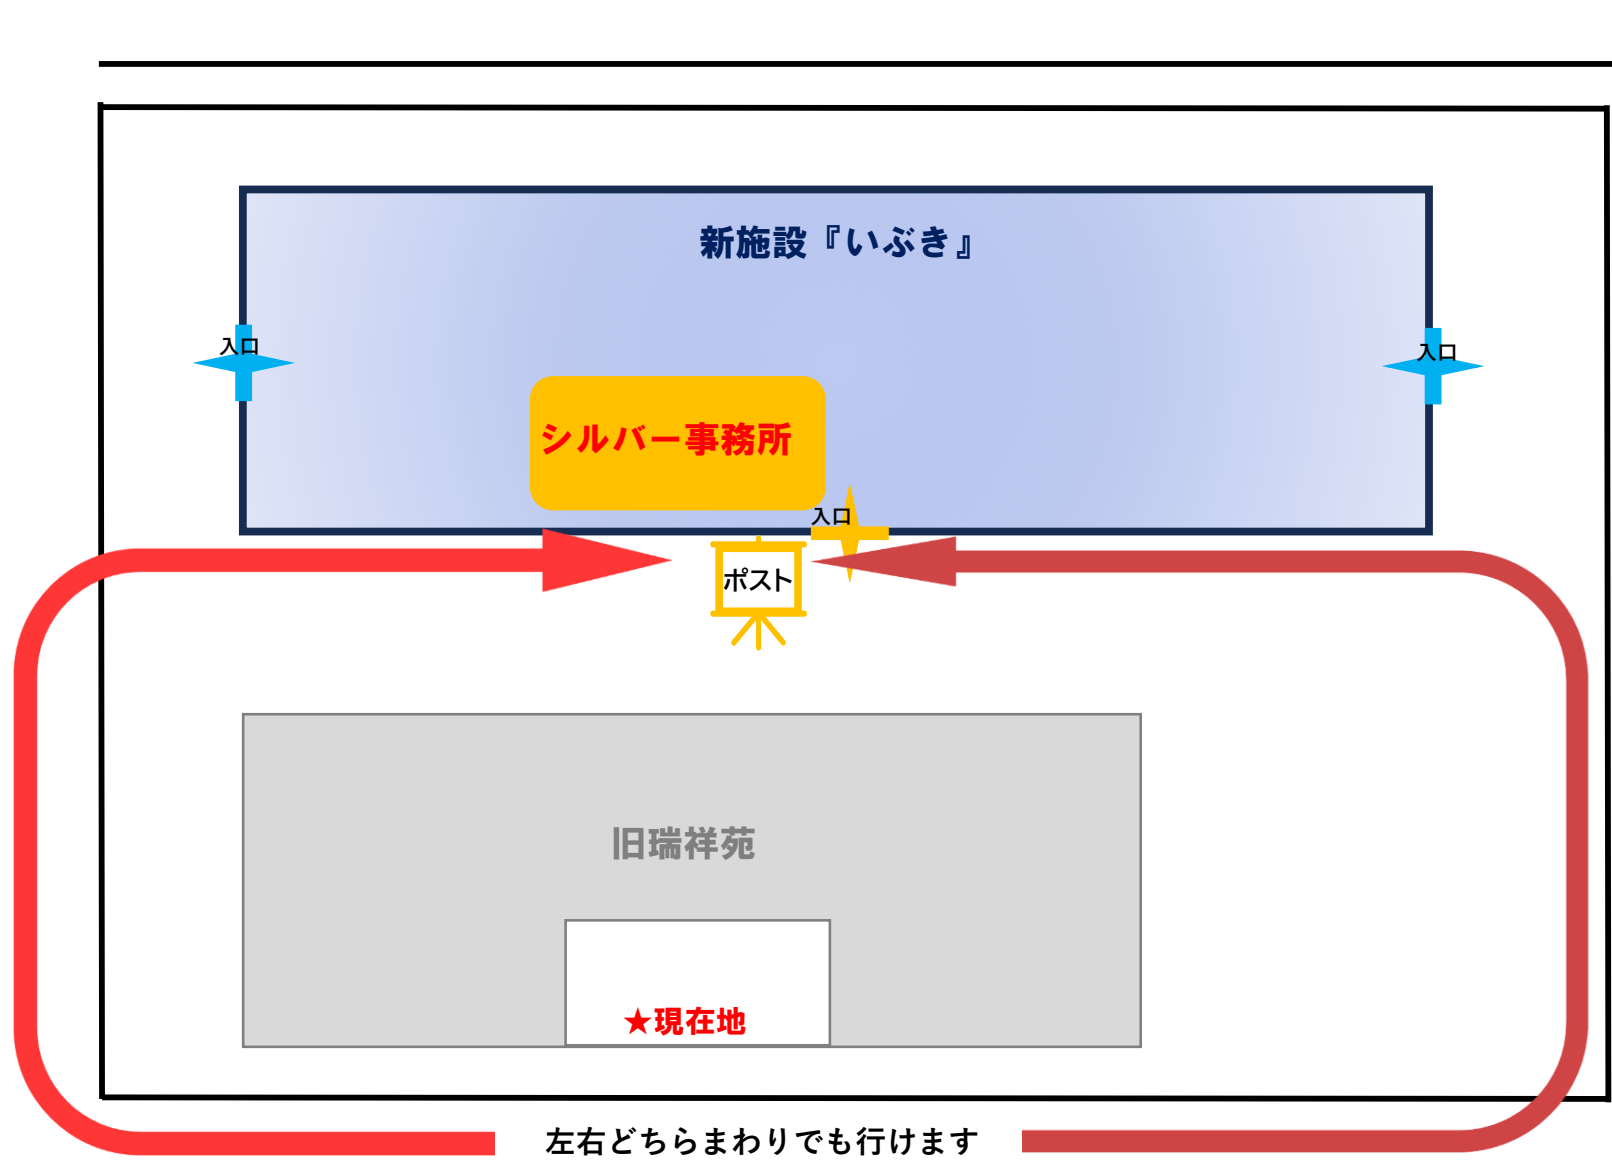 新施設『いぶき』
入口
入口
シルバー事務所
入口
ポスト
旧瑞祥苑
★現在地
左右どちらまわりでも行けます